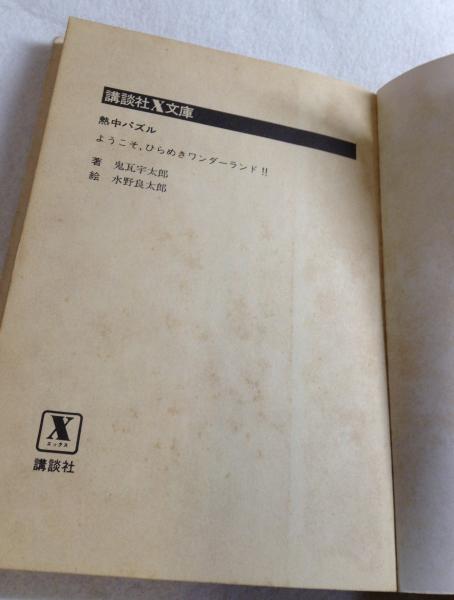 講談社X文庫
熱中パズル
ようこそ,ひらめきワンダーランド!!
著 鬼瓦宇太郎
絵 水野良太郎
X
エックス
講談社